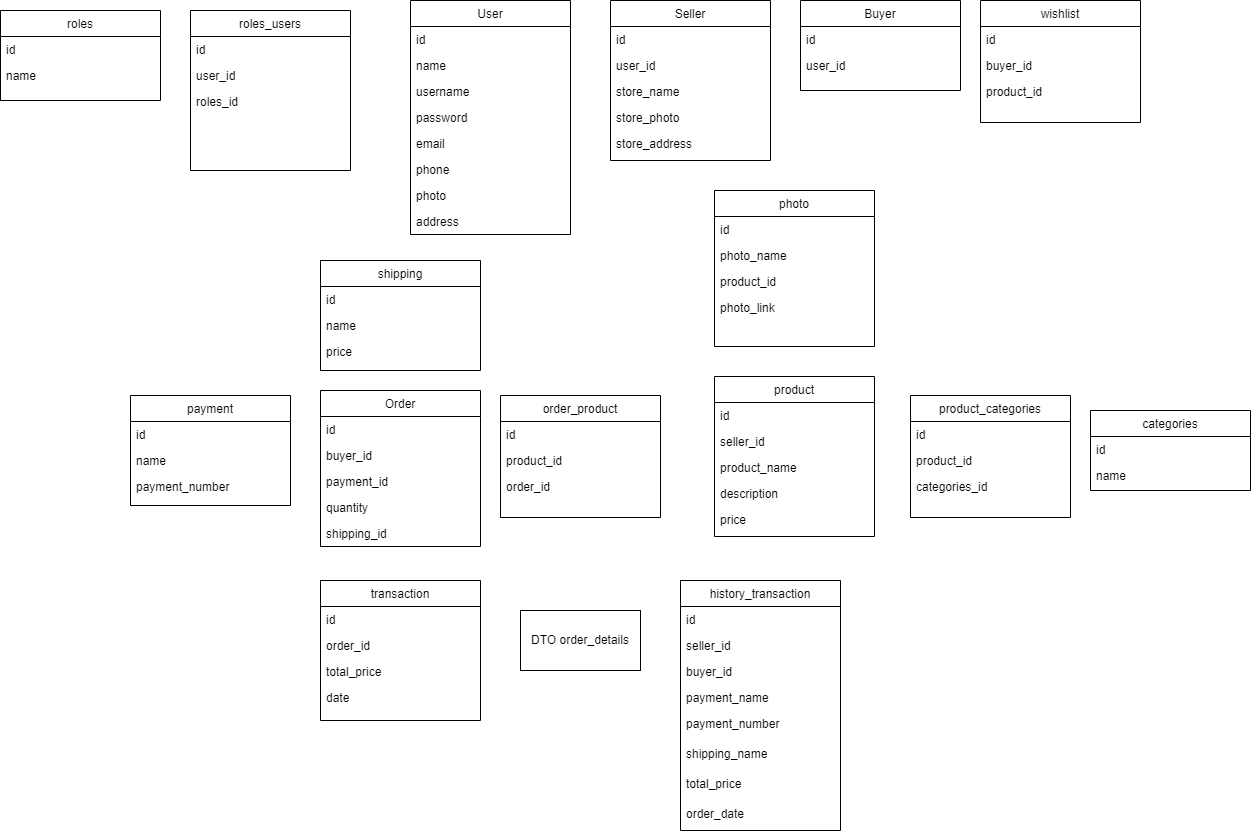 roles
id
name
roles_users
id
user_id
roles_id
User
id
name
username
password
email
phone
photo
address
Seller
id
user_id
store_name
store_photo
store_address
Buyer
id
user_id
wishlist
id
buyer_id
product_id
photo
id
photo_name
product_id
photo_link
shipping
id
name
price
payment
id
name
payment_number
Order
id
buyer_id
payment_id
quantity
shipping_id
order_product
id
product_id
order_id
product
id
seller_id
product_name
description
price
product_categories
id
product_id
categories_id
categories
id
name
transaction
id
order_id
total_price
date
DTO order_details
history_transaction
id
seller_id
buyer_id
payment_name
payment_number
shipping_name
total_price
order_date